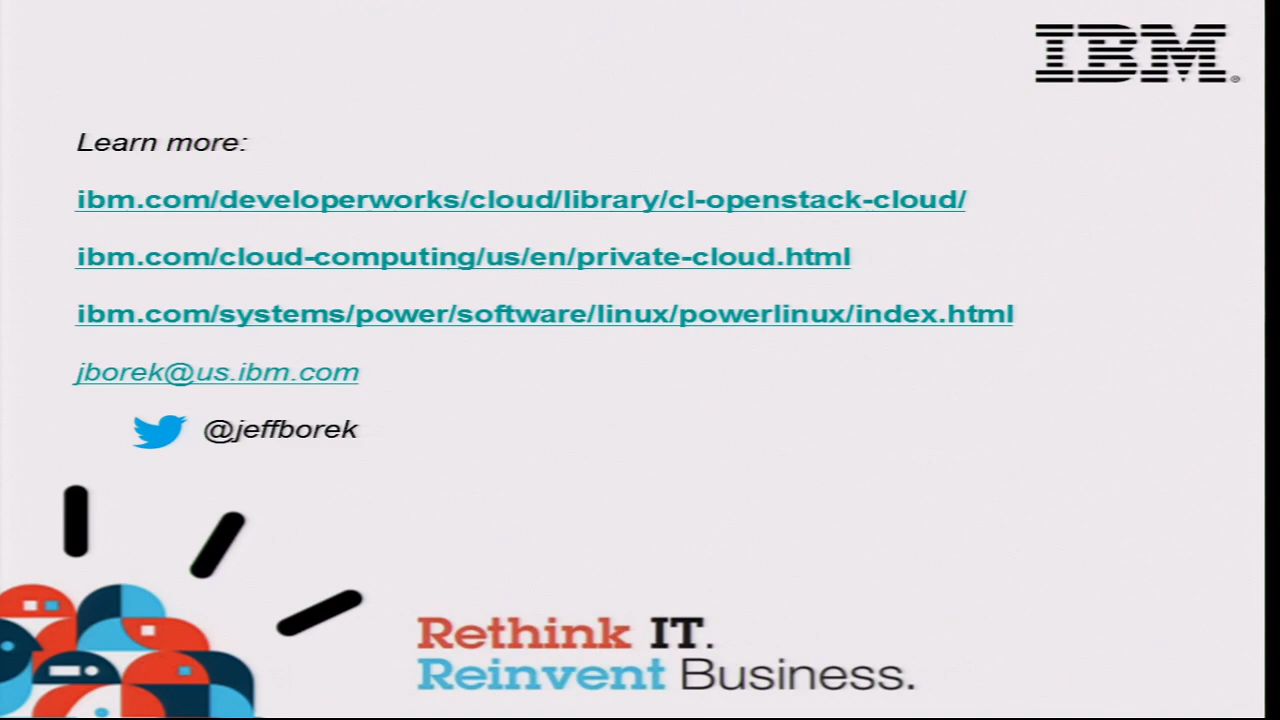 IBM®
Learn more:
ibm.com/developerworks/cloud/library/cl-openstack-cloud/
ibm.com/cloud-computing/us/en/private-cloud.html
ibm.com/systems/power/software/linux/powerlinux/index.html
jborek@us.ibm.com
@jeffborek
Rethink IT.
Reinvent Business.